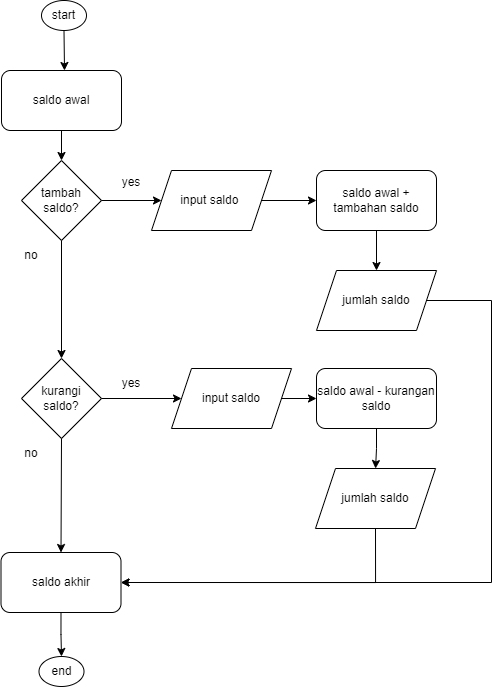 start
saldo awal
tambah
saldo?
yes
input saldo
saldo awal +
tambahan saldo
no
jumlah saldo
kurangi
saldo?
yes
input saldo
saldo awal - kurangan
saldo
no
jumlah saldo
saldo akhir
end